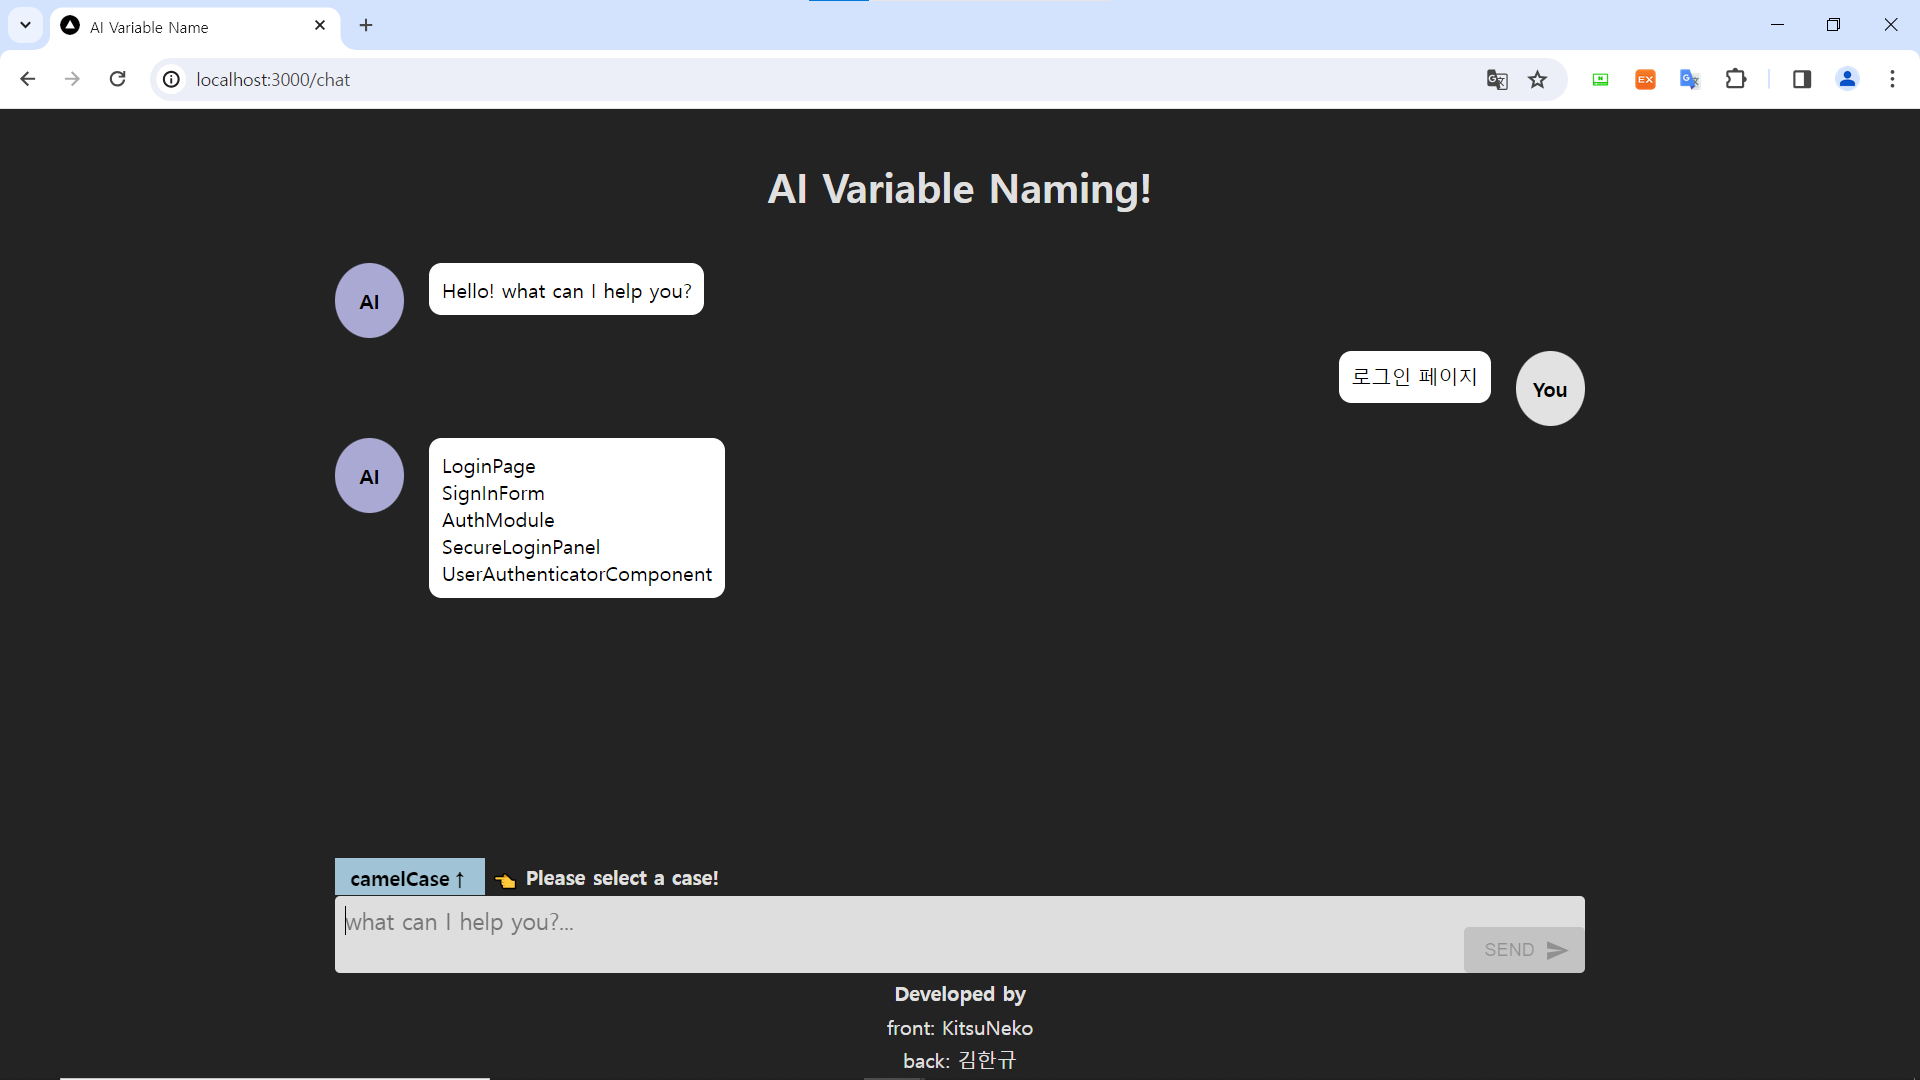 AI Variable Name
localhost:3000/chat
EX
AI Variable Naming!
AI
Hello! what can I help you?
로그인 페이지
You
AI
LoginPage
SignInForm
AuthModule
SecureLoginPanel
UserAuthenticatorComponent
camelCase ↑ 👈 Please select a case!
what can I help you?...
SEND
Developed by
front: KitsuNeko
back: 김한규